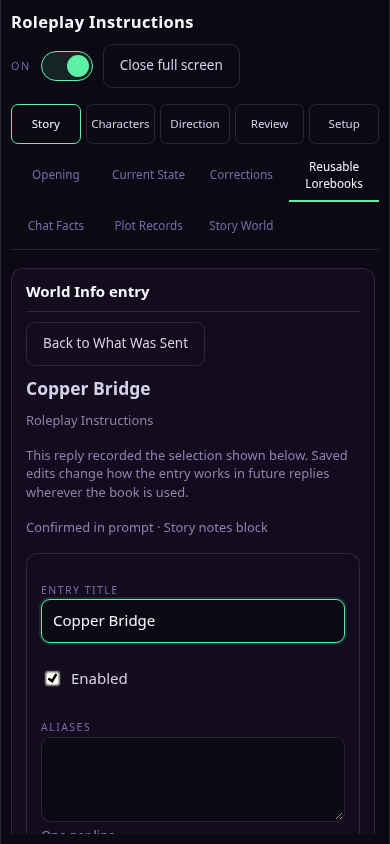 Roleplay Instructions
ON
Close full screen
Story
Characters
Direction
Review
Setup
Opening
Current State
Corrections
Reusable
Lorebooks
Chat Facts
Plot Records
Story World
World Info entry
Back to What Was Sent
Copper Bridge
Roleplay Instructions
This reply recorded the selection shown below. Saved
edits change how the entry works in future replies
wherever the book is used.
Confirmed in prompt · Story notes block
ENTRY TITLE
Copper Bridge
Enabled
ALIASES
One per line